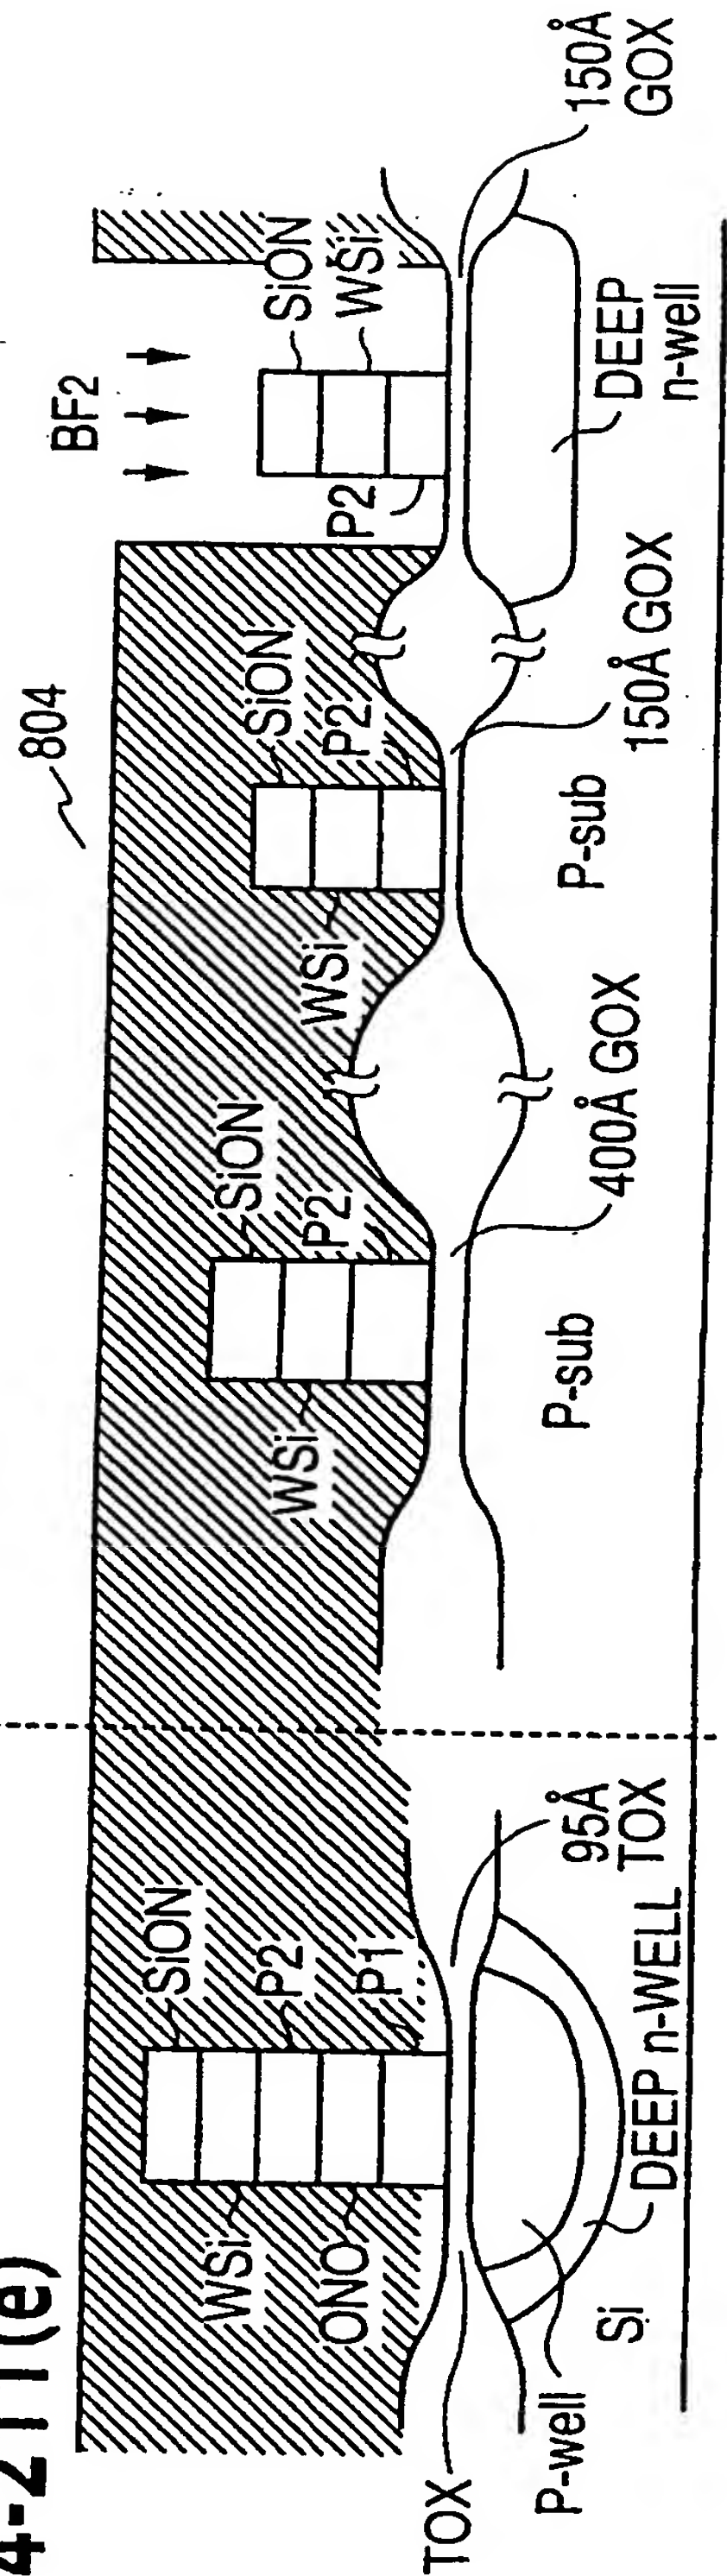 4-211(e)
804
BF2
SiON
WSi
P2
ONO
P1
SiON
WSi
P2
SiON
WSi
P2
SiON
WSi
P2
TOX
P-well
Si
DEEP n-WELL
95Å
TOX
P-sub
400Å GOX
P-sub
150Å GOX
DEEP
n-well
150Å
GOX